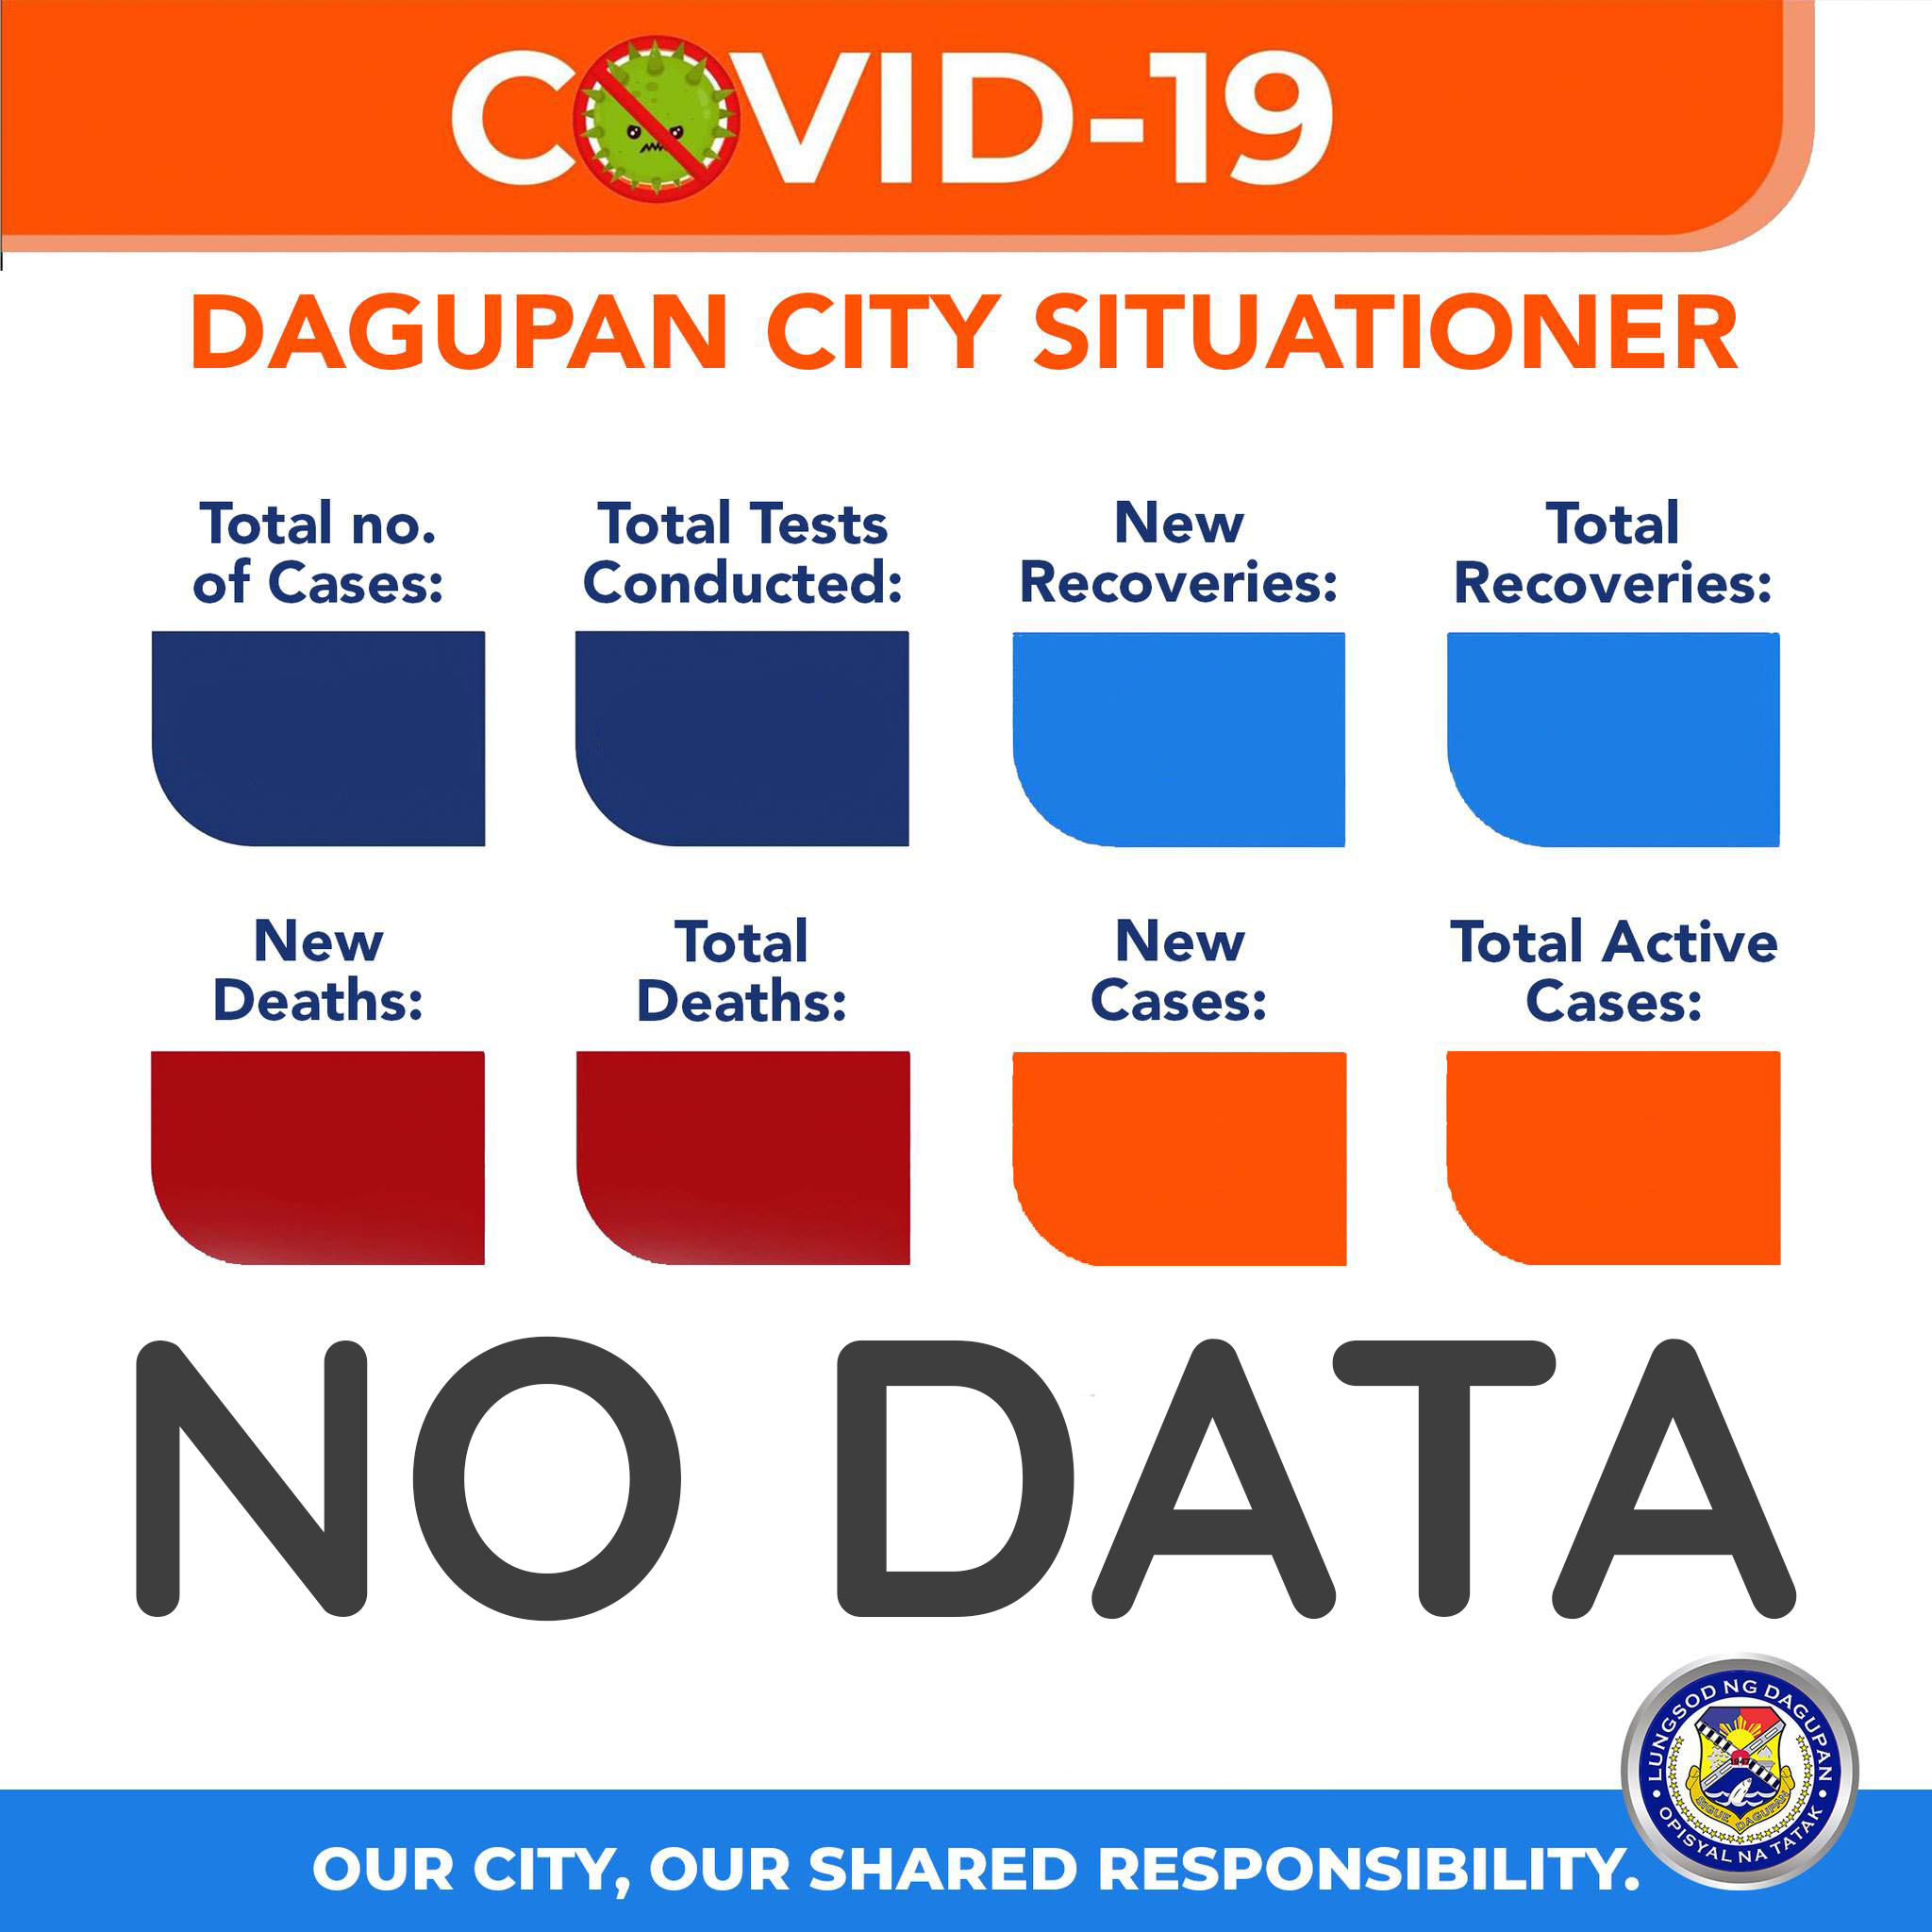 COVID-19
DAGUPAN CITY SITUATIONER
Total no.
of Cases:
Total Tests
Conducted:
New
Recoveries:
Total
Recoveries:
New
Deaths:
Total
Deaths:
New
Cases:
Total Active
Cases:
NO DATA
LUNGSOD NG DAGUPAN
1947
SIGUE DAGUPAN
OPISYAL NA TATAK
OUR CITY, OUR SHARED RESPONSIBILITY.